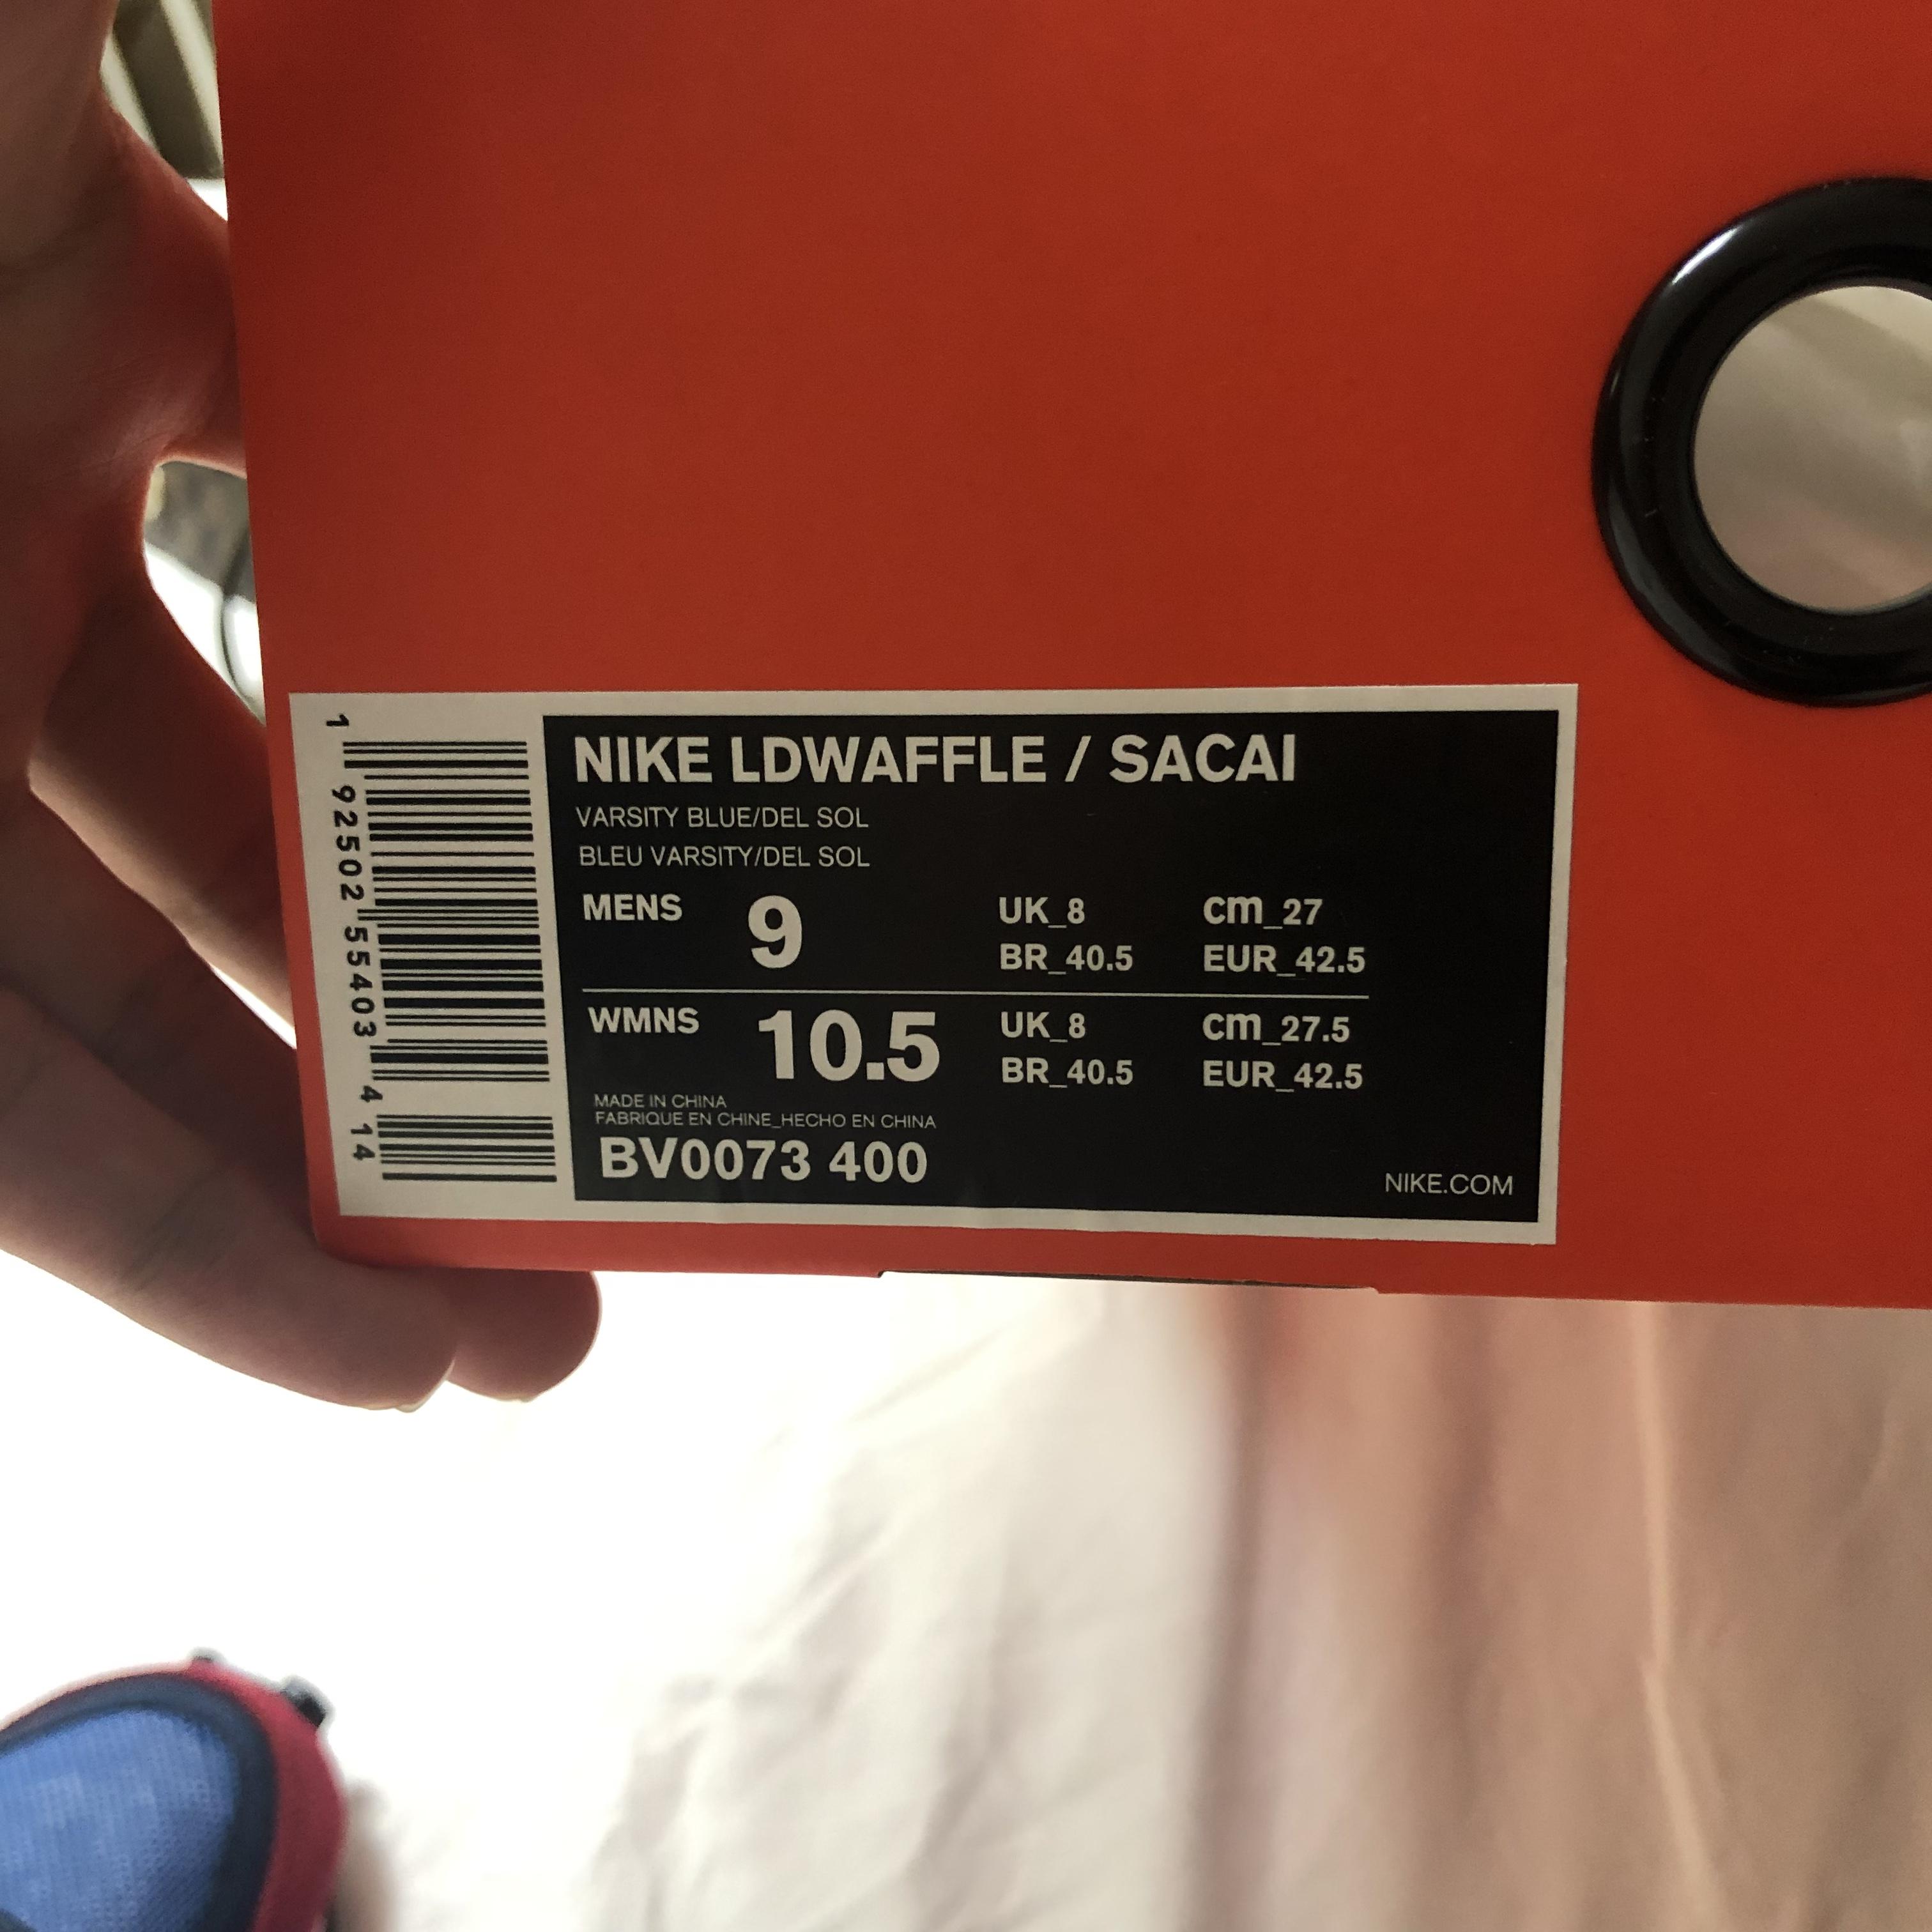 NIKE LDWAFFLE / SACAI
VARSITY BLUE/DEL SOL
BLEU VARSITY/DEL SOL
MENS 9 UK_8 cm_27
BR_40.5 EUR_42.5
WMNS 10.5 UK_8 cm_27.5
BR_40.5 EUR_42.5
MADE IN CHINA
FABRIQUE EN CHINE_HECHO EN CHINA
BV0073 400
NIKE.COM
1 92502 55403 4 14